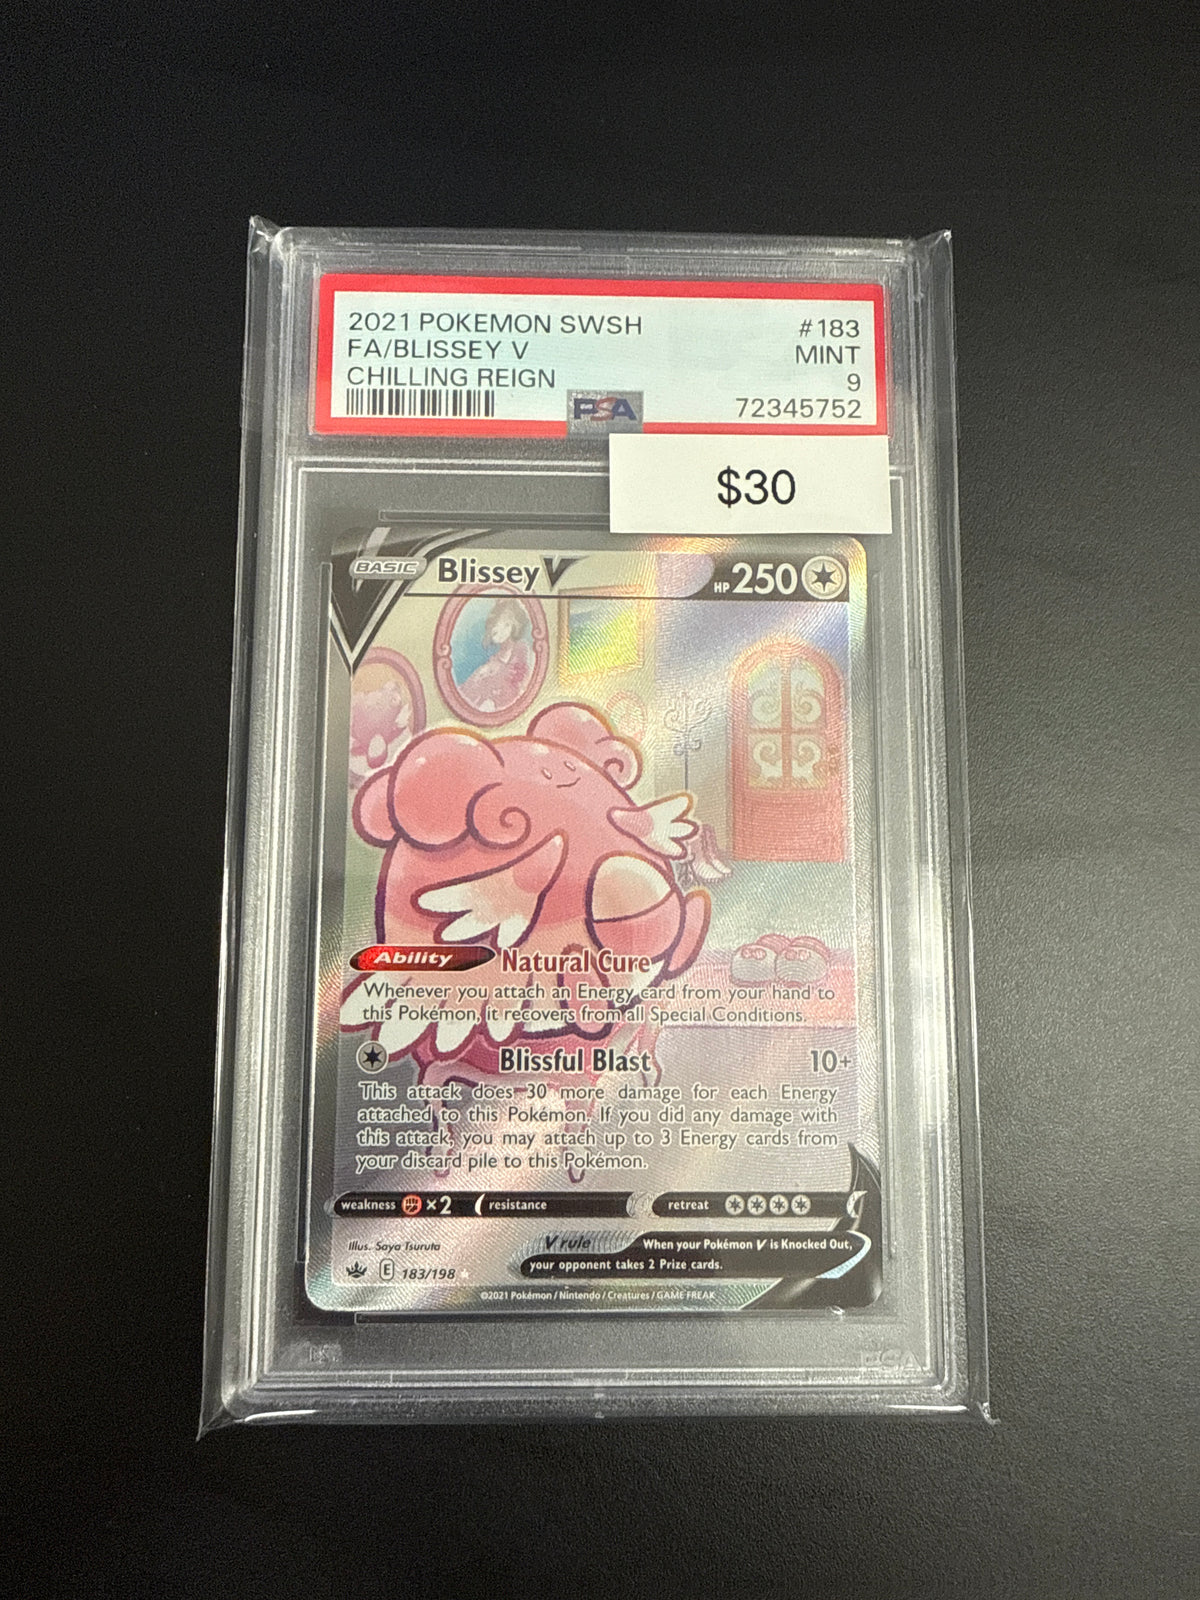 2021 POKEMON SWSH #183
FA/BLISSEY V MINT
CHILLING REIGN 9
PSA 72345752
$30
BASIC Blissey V HP 250
Ability Natural Cure
Whenever you attach an Energy card from your hand to
this Pokémon, it recovers from all Special Conditions.
Blissful Blast 10+
This attack does 30 more damage for each Energy
attached to this Pokémon. If you did any damage with
this attack, you may attach up to 3 Energy cards from
your discard pile to this Pokémon.
weakness ×2 resistance retreat
Illus. Saya Tsuruta V rule When your Pokémon V is Knocked Out,
E 183/198 your opponent takes 2 Prize cards.
©2021 Pokémon / Nintendo / Creatures / GAME FREAK
PSA